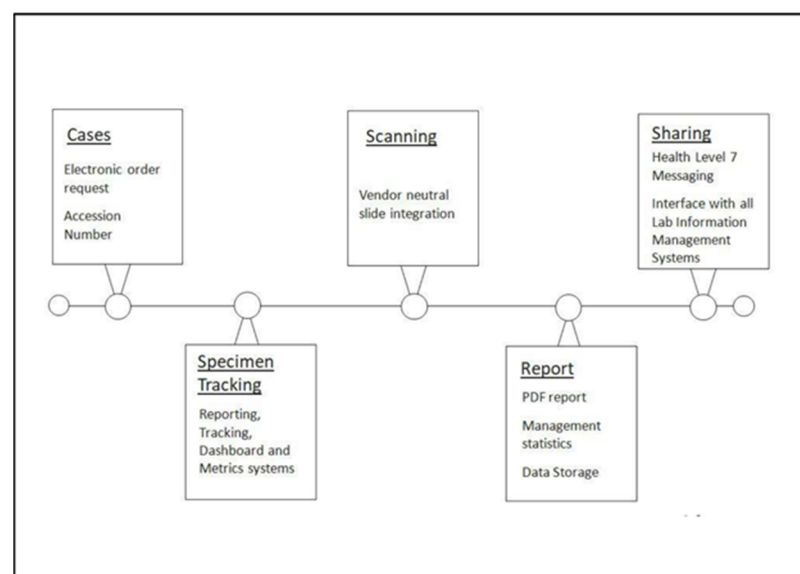 Cases
Electronic order
request
Accession
Number
Specimen
Tracking
Reporting,
Tracking,
Dashboard and
Metrics systems
Scanning
Vendor neutral
slide integration
Report
PDF report
Management
statistics
Data Storage
Sharing
Health Level 7
Messaging
Interface with all
Lab Information
Management
Systems